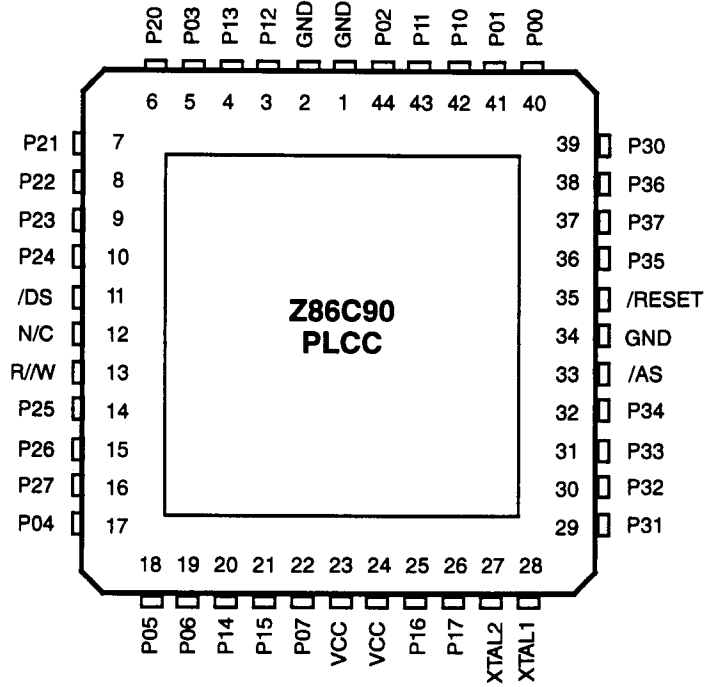 P20 P03 P13 P12 GND GND P02 P11 P10 P01 P00
6 5 4 3 2 1 44 43 42 41 40
P21 7 39 P30
P22 8 38 P36
P23 9 37 P37
P24 10 36 P35
/DS 11 35 /RESET
N/C 12 34 GND
R//W 13 33 /AS
P25 14 32 P34
P26 15 31 P33
P27 16 30 P32
P04 17 29 P31
Z86C90
PLCC
18 19 20 21 22 23 24 25 26 27 28
P05 P06 P14 P15 P07 VCC VCC P16 P17 XTAL2 XTAL1